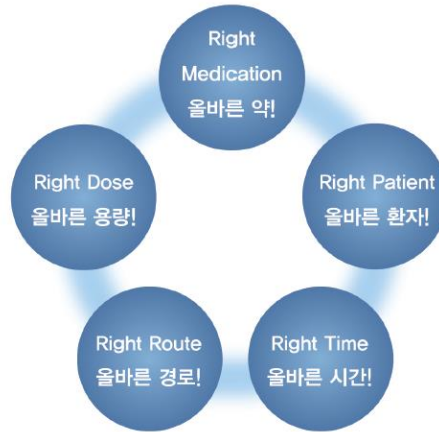 Right
Medication
올바른 약!
Right Dose
올바른 용량!
Right Patient
올바른 환자!
Right Route
올바른 경로!
Right Time
올바른 시간!